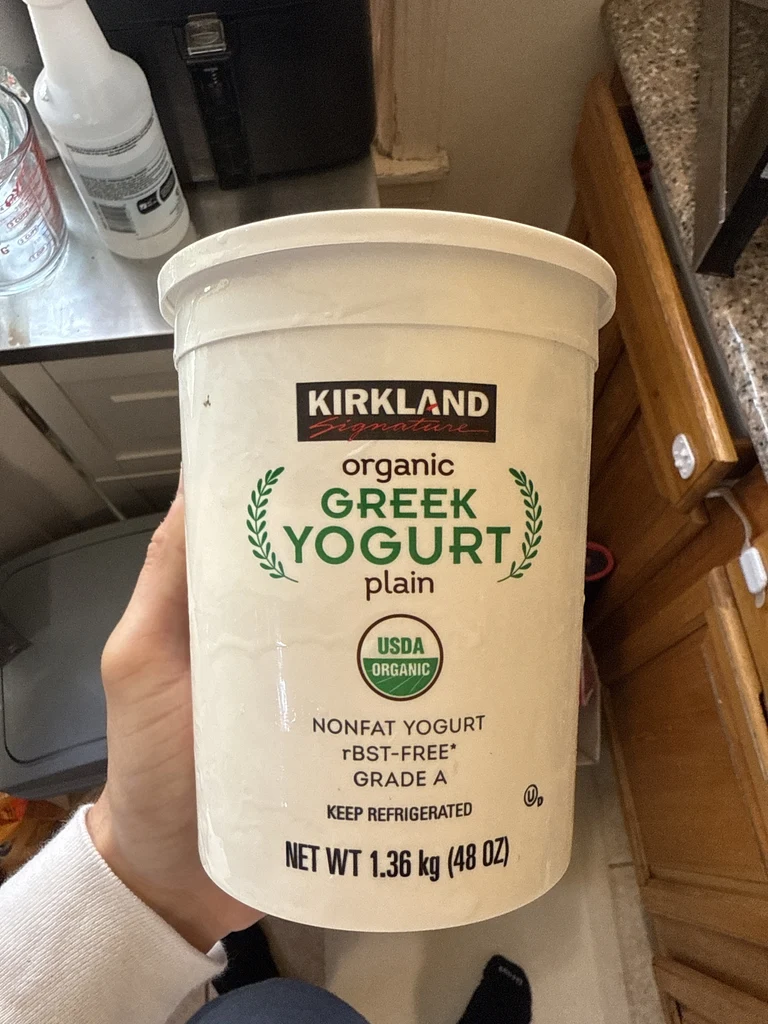 KIRKLAND
Signature
organic
GREEK
YOGURT
plain
USDA
ORGANIC
NONFAT YOGURT
rBST-FREE*
GRADE A
KEEP REFRIGERATED
U D
NET WT 1.36 kg (48 OZ)